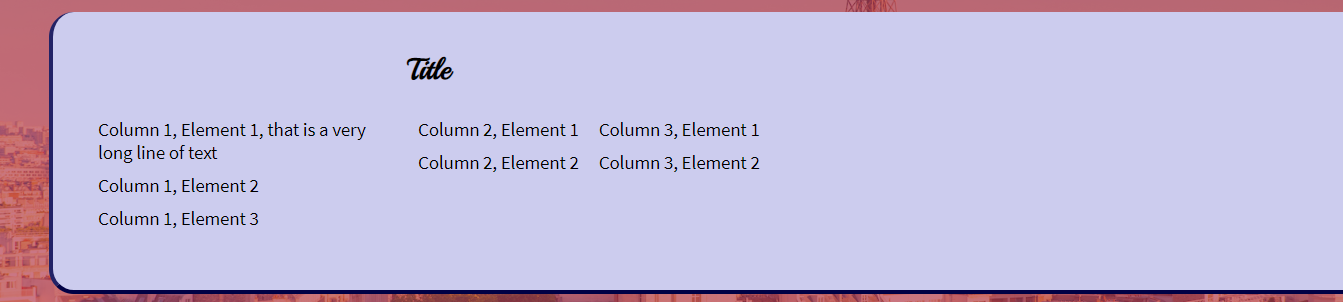 Title
Column 1, Element 1, that is a very
long line of text
Column 1, Element 2
Column 1, Element 3
Column 2, Element 1
Column 2, Element 2
Column 3, Element 1
Column 3, Element 2